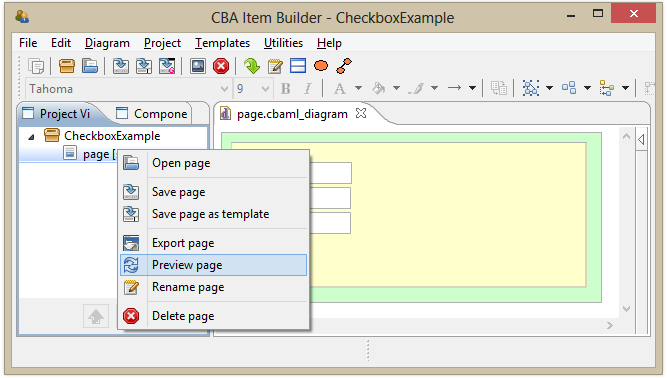 CBA Item Builder - CheckboxExample
File Edit Diagram Project Templates Utilities Help
Tahoma 9 B I A
Project Vi Compone page.cbaml_diagram
CheckboxExample
page [
Open page
Save page
Save page as template
Export page
Preview page
Rename page
Delete page